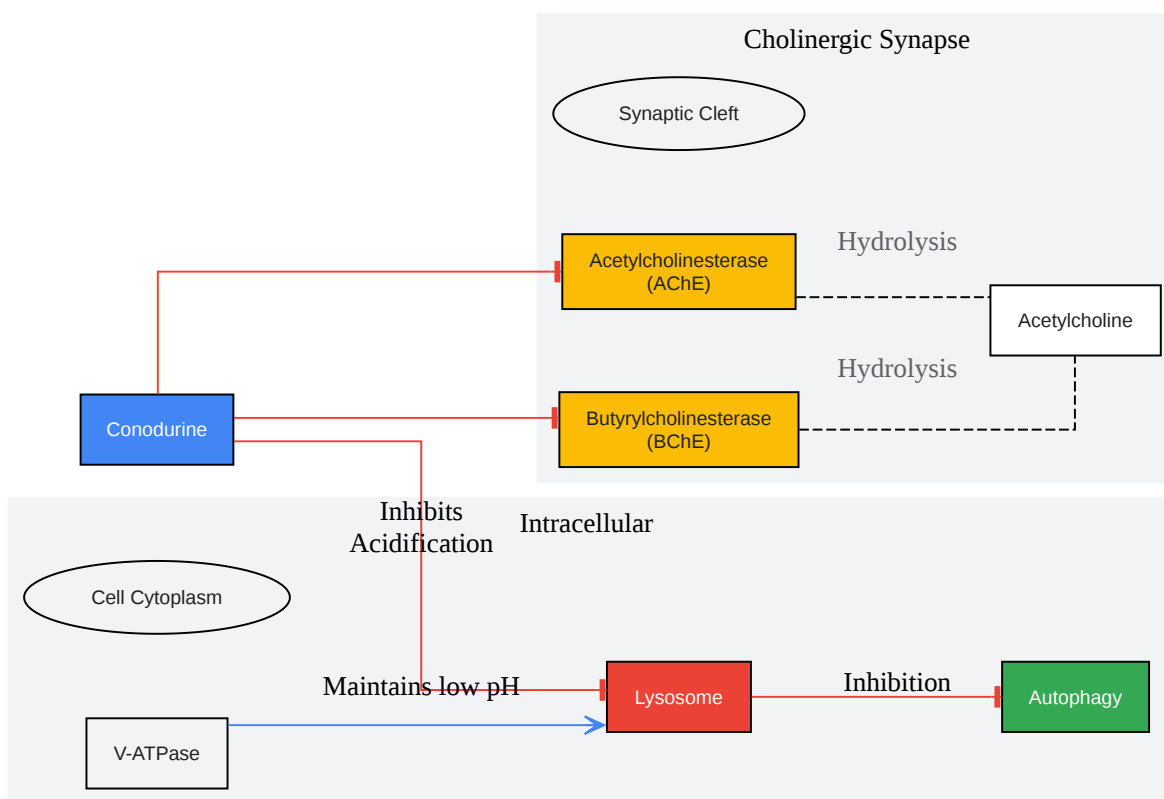 Cholinergic Synapse
Synaptic Cleft
Hydrolysis
Acetylcholinesterase
(AChE)
Acetylcholine
Hydrolysis
Conodurine
Butyrylcholinesterase
(BChE)
Inhibits
Acidification
Intracellular
Cell Cytoplasm
Maintains low pH
Lysosome
Inhibition
Autophagy
V-ATPase